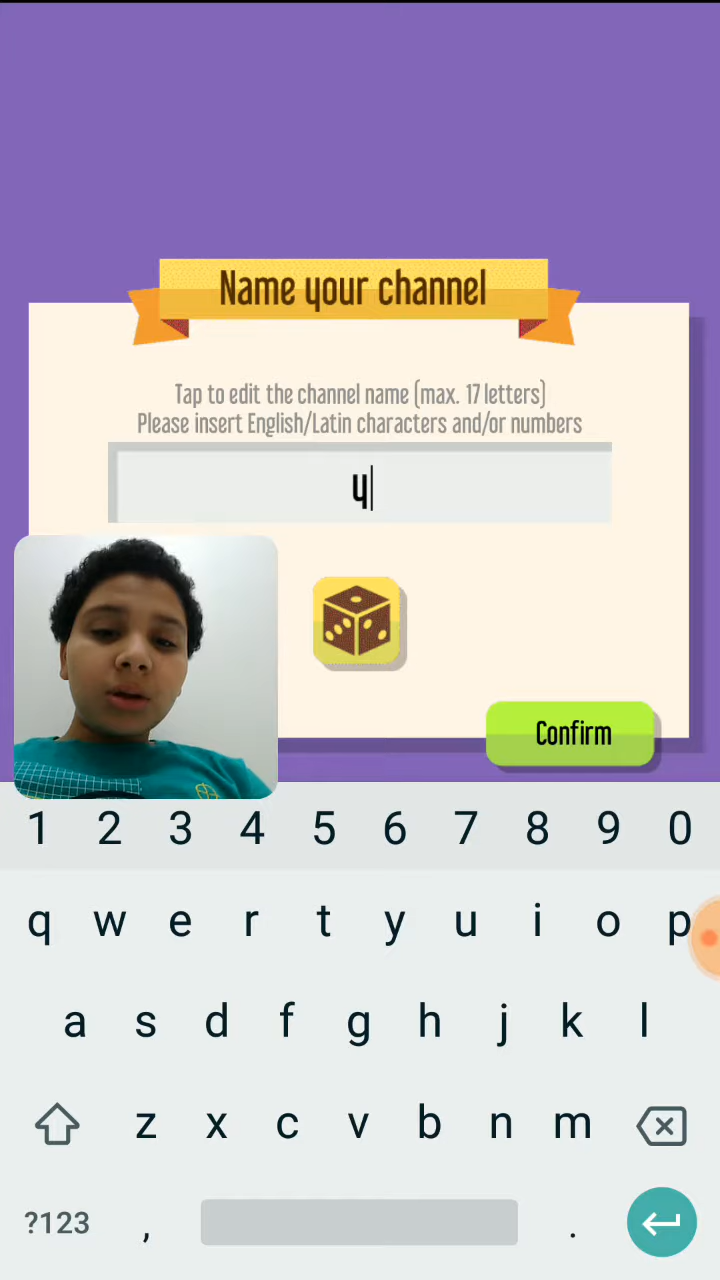 Name your channel
Tap to edit the channel name (max. 17 letters)
Please insert English/Latin characters and/or numbers
y
Confirm
1 2 3 4 5 6 7 8 9 0
q w e r t y u i o p
a s d f g h j k l
z x c v b n m
?123 , .